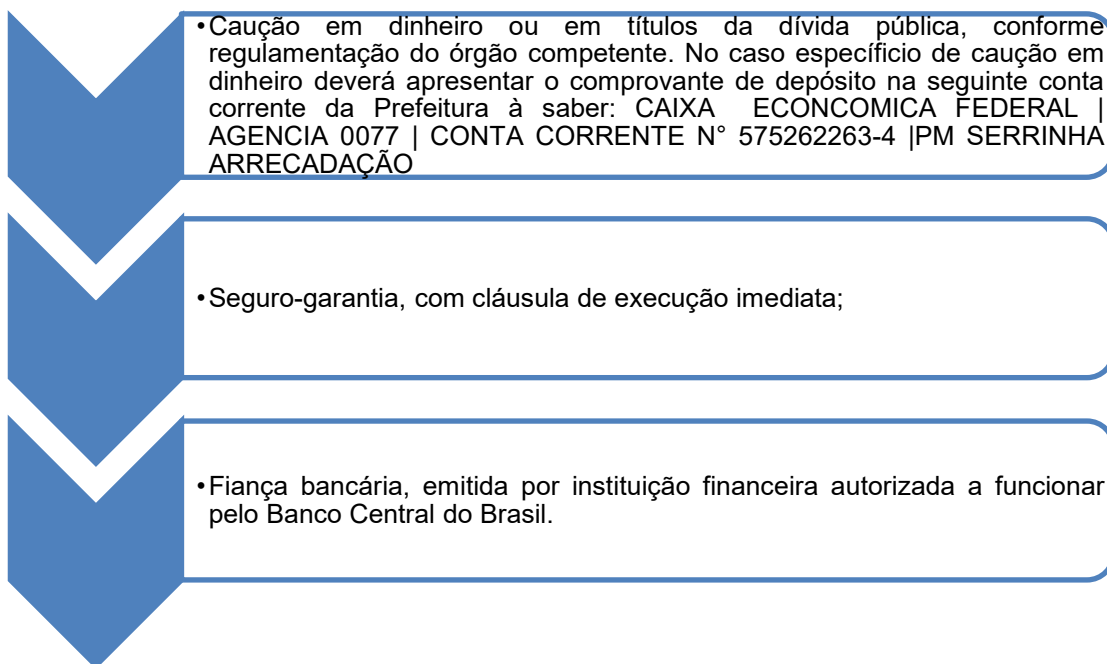 •Caução em dinheiro ou em títulos da dívida pública, conforme
regulamentação do órgão competente. No caso específicio de caução em
dinheiro deverá apresentar o comprovante de depósito na seguinte conta
corrente da Prefeitura à saber: CAIXA ECONCOMICA FEDERAL |
AGENCIA 0077 | CONTA CORRENTE N° 575262263-4 |PM SERRINHA
ARRECADAÇÃO
•Seguro-garantia, com cláusula de execução imediata;
•Fiança bancária, emitida por instituição financeira autorizada a funcionar
pelo Banco Central do Brasil.